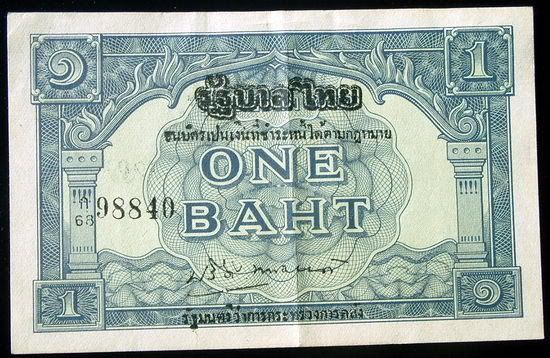 ๑ 1
รัฐบาลไทย
ธนบัตร์เป็นเงินที่ชำระหนี้ได้ตามกฎหมาย
ONE
ก
68 98840
BAHT
รัฐมนตรีว่าการกระทรวงการคลัง
1 ๑